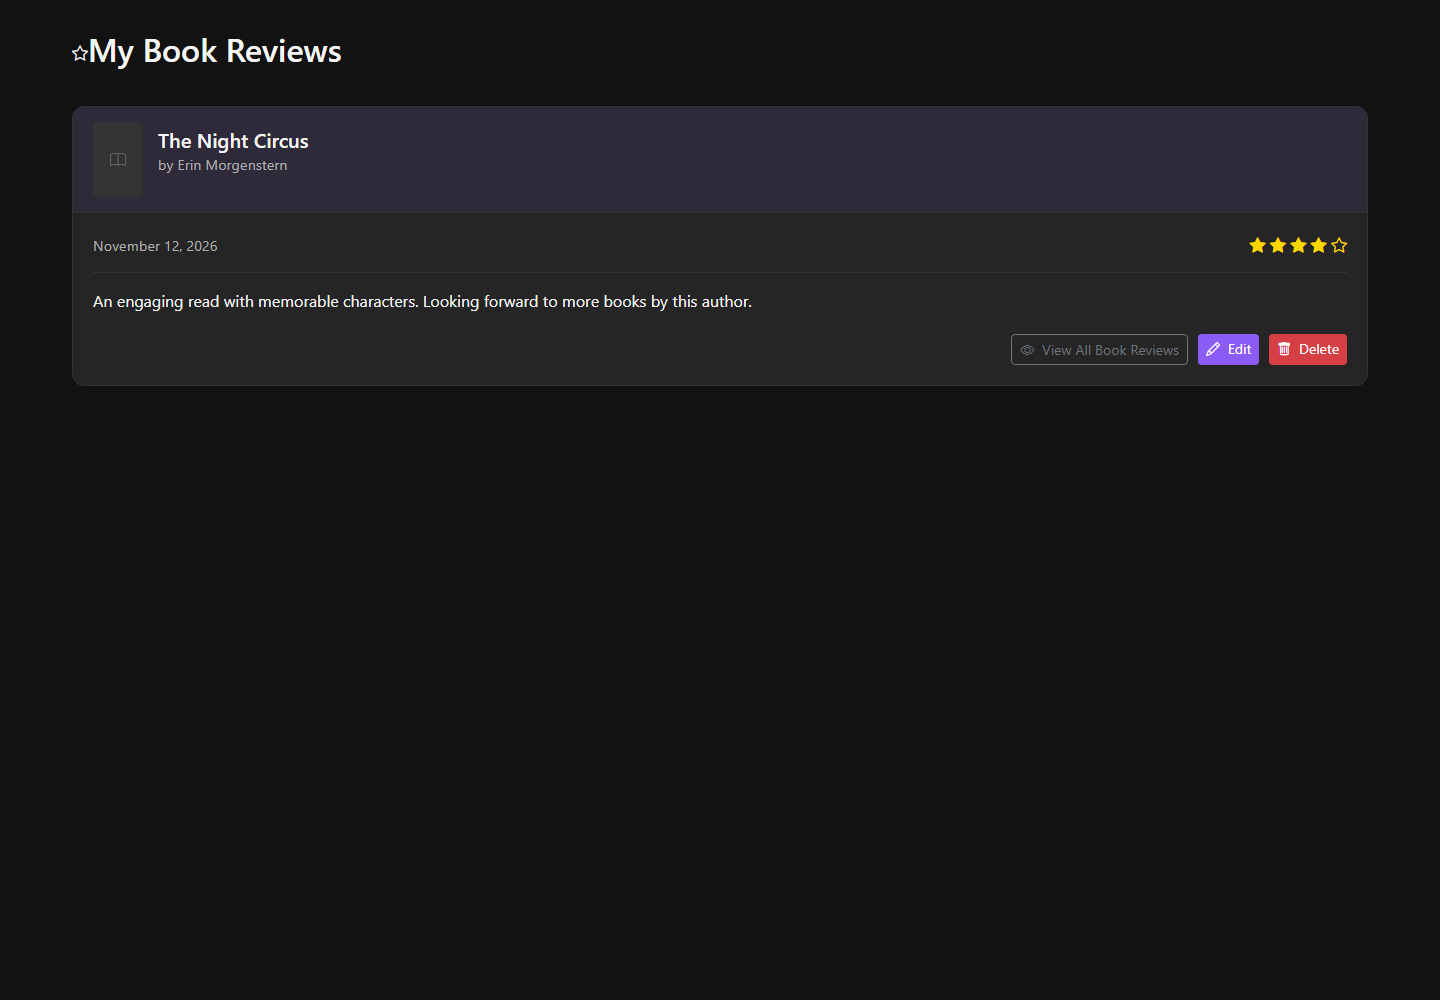 My Book Reviews
The Night Circus
by Erin Morgenstern
November 12, 2026
An engaging read with memorable characters. Looking forward to more books by this author.
View All Book Reviews
Edit
Delete